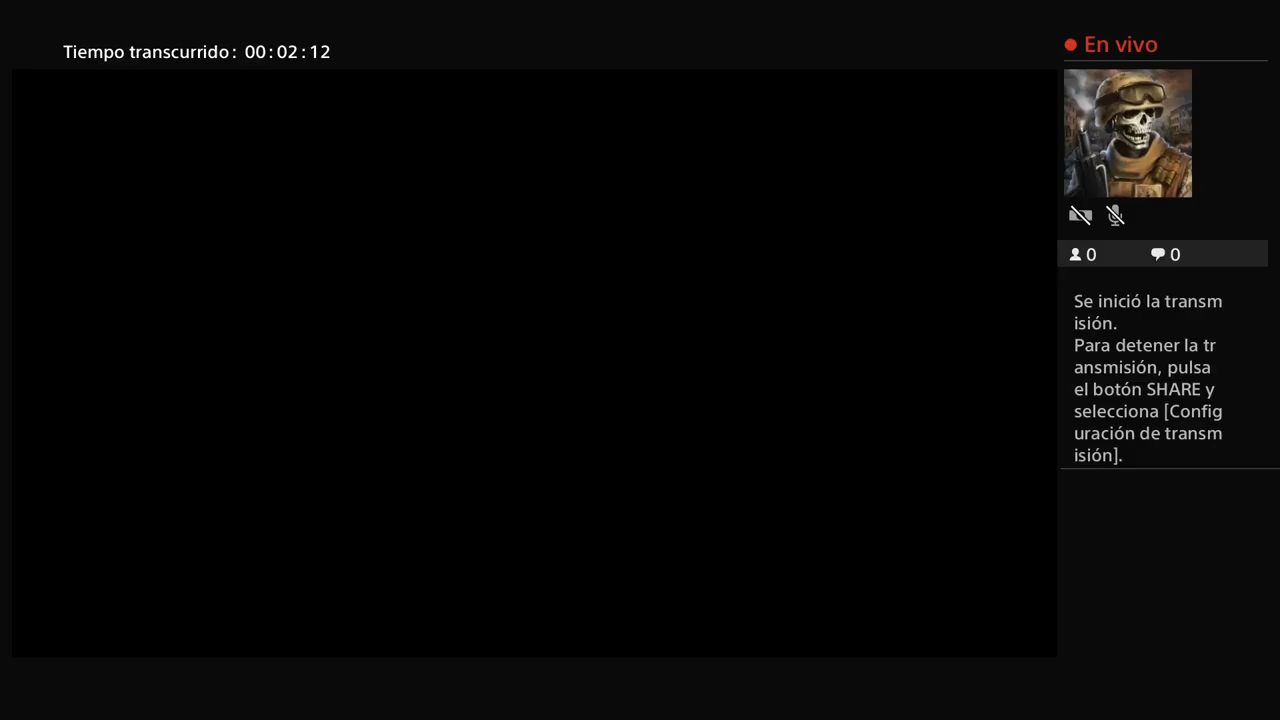 Tiempo transcurrido: 00:02:12
En vivo
0 0
Se inició la transm
isión.
Para detener la tr
ansmisión, pulsa
el botón SHARE y
selecciona [Config
uración de transm
isión].